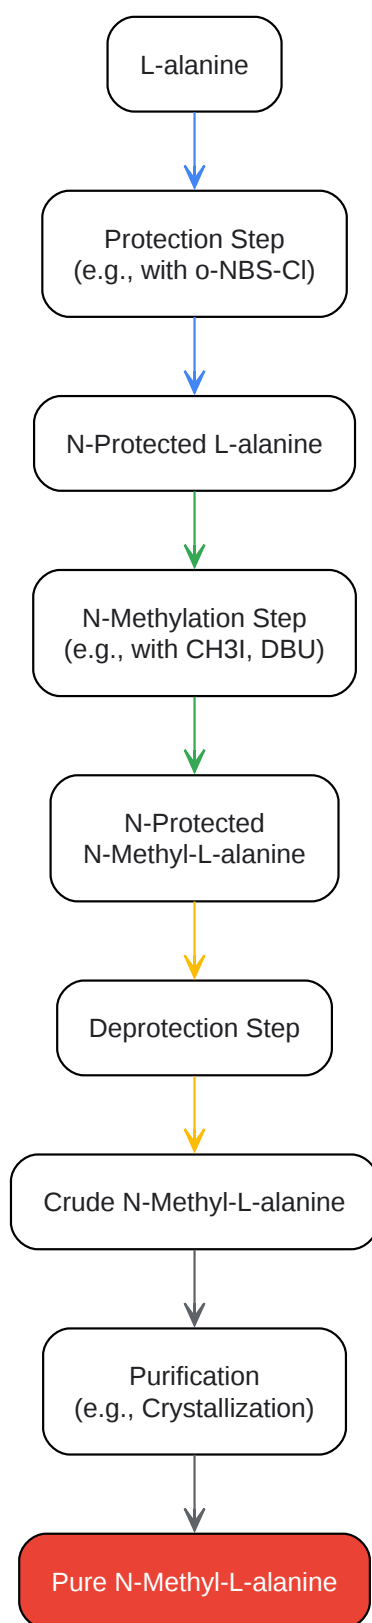 L-alanine
Protection Step
(e.g., with o-NBS-Cl)
N-Protected L-alanine
N-Methylation Step
(e.g., with CH3I, DBU)
N-Protected
N-Methyl-L-alanine
Deprotection Step
Crude N-Methyl-L-alanine
Purification
(e.g., Crystallization)
Pure N-Methyl-L-alanine